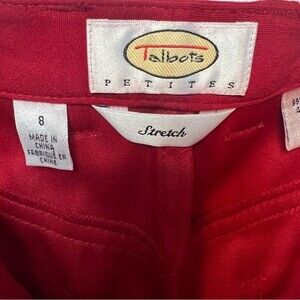 Talbots
PETITES
8
MADE IN
CHINA
FABRIQUÉ EN
CHINE
Stretch